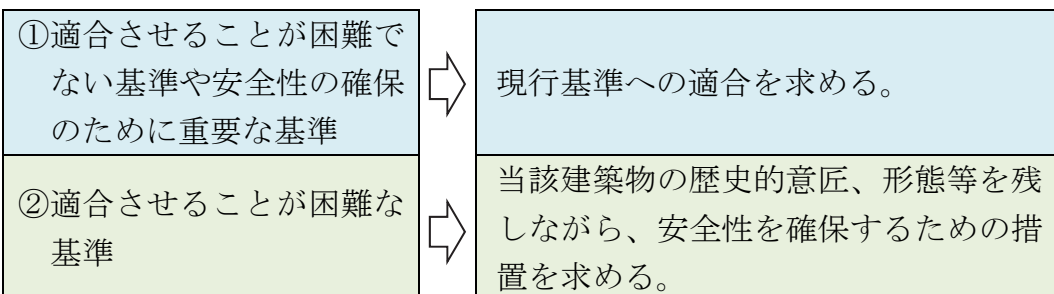 ①適合させることが困難で
ない基準や安全性の確保
のために重要な基準
現行基準への適合を求める。
②適合させることが困難な
基準
当該建築物の歴史的意匠、形態等を残
しながら、安全性を確保するための措
置を求める。